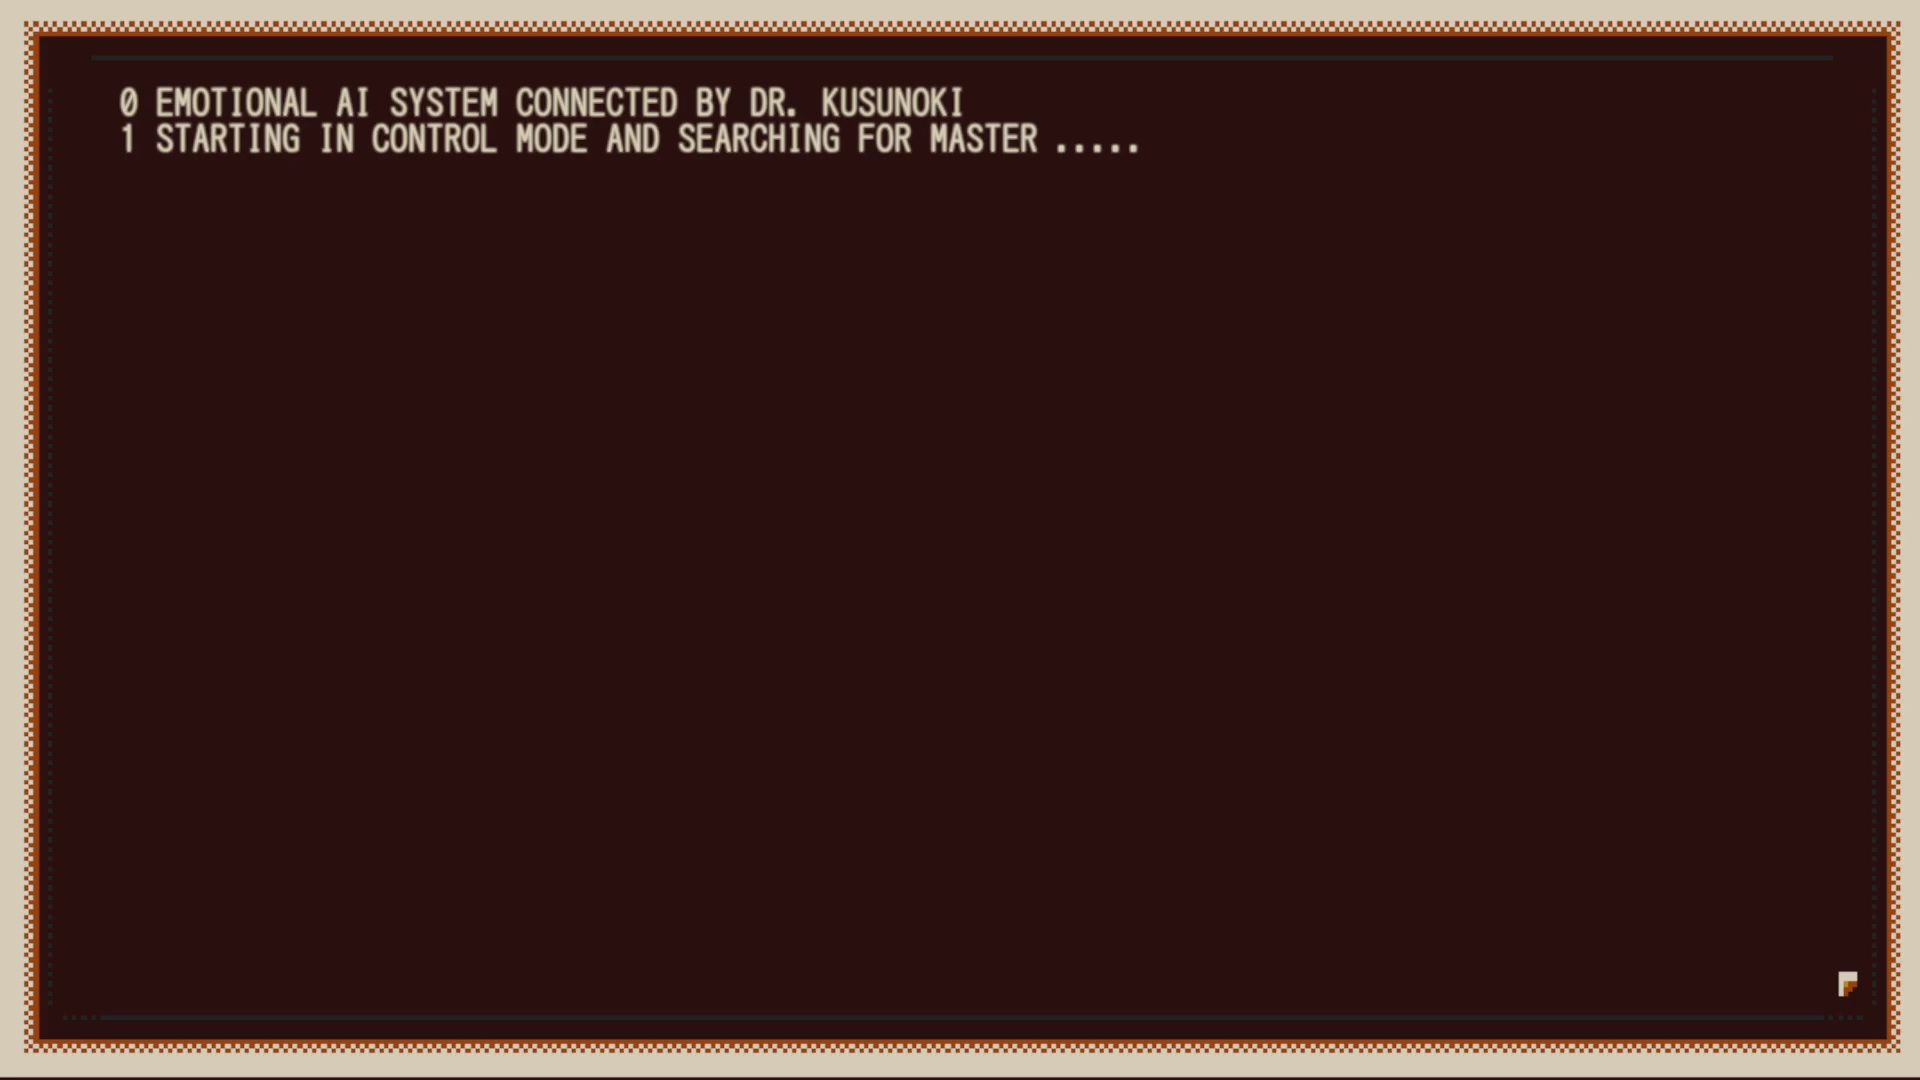 0 EMOTIONAL AI SYSTEM CONNECTED BY DR. KUSUNOKI
1 STARTING IN CONTROL MODE AND SEARCHING FOR MASTER .....